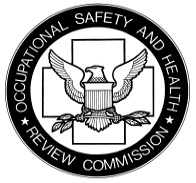 OCCUPATIONAL SAFETY AND HEALTH
REVIEW COMMISSION